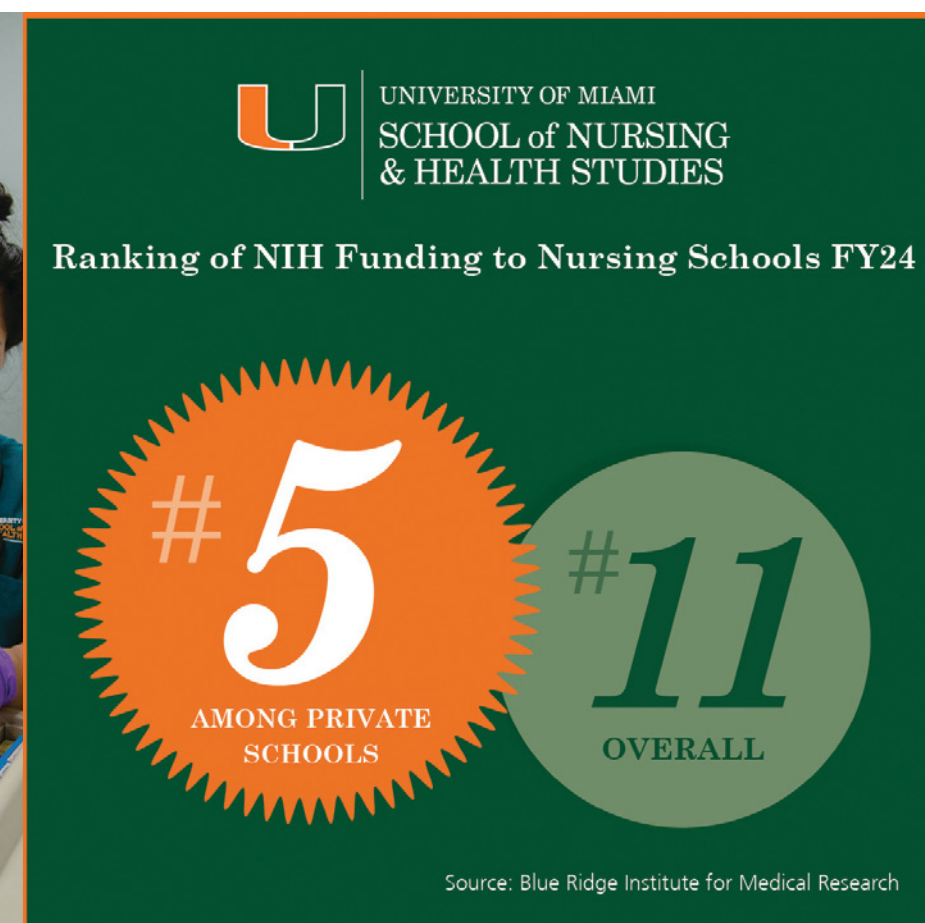 UNIVERSITY OF MIAMI
SCHOOL of NURSING
& HEALTH STUDIES
Ranking of NIH Funding to Nursing Schools FY24
#5
AMONG PRIVATE
SCHOOLS
#11
OVERALL
Source: Blue Ridge Institute for Medical Research